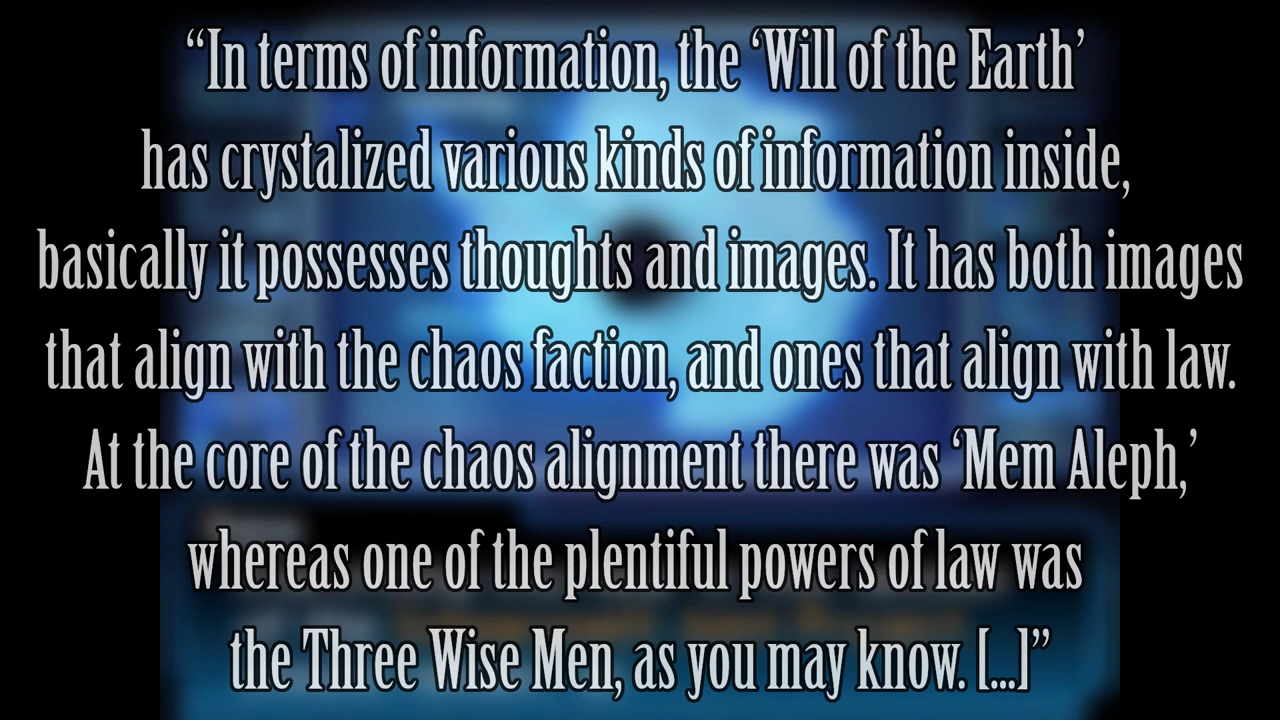 “In terms of information, the ‘Will of the Earth’
has crystalized various kinds of information inside,
basically it possesses thoughts and images. It has both images
that align with the chaos faction, and ones that align with law.
At the core of the chaos alignment there was ‘Mem Aleph,’
whereas one of the plentiful powers of law was
the Three Wise Men, as you may know. [...]”